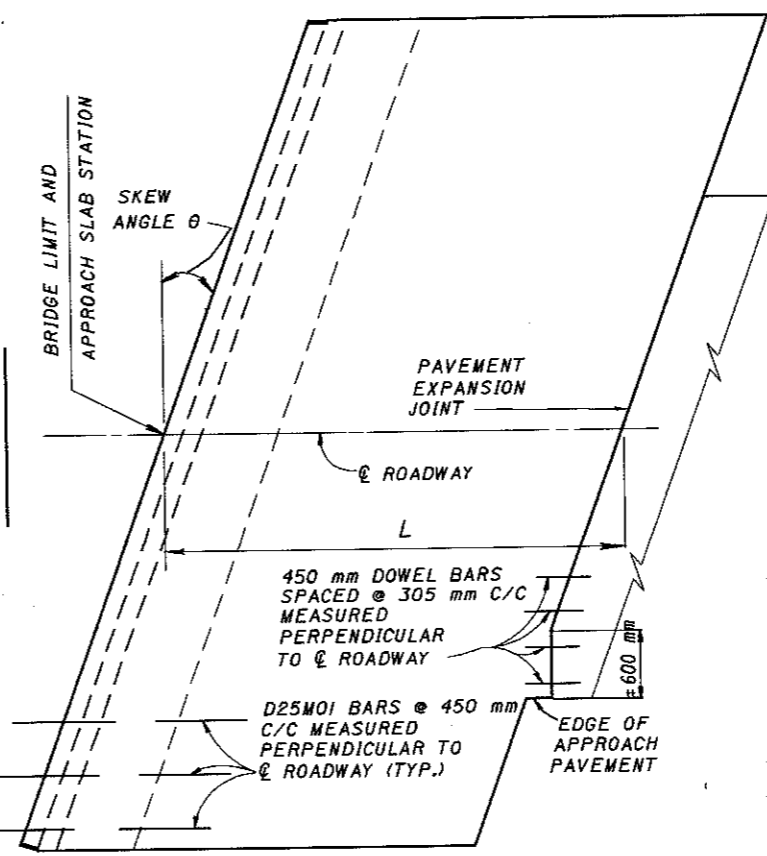 BRIDGE LIMIT AND
APPROACH SLAB STATION
SKEW
ANGLE θ
PAVEMENT
EXPANSION
JOINT
℄ ROADWAY
L
450 mm DOWEL BARS
SPACED @ 305 mm C/C
MEASURED
PERPENDICULAR
TO ℄ ROADWAY
±600 mm
D25M01 BARS @ 450 mm
C/C MEASURED
PERPENDICULAR TO
℄ ROADWAY (TYP.)
EDGE OF
APPROACH
PAVEMENT